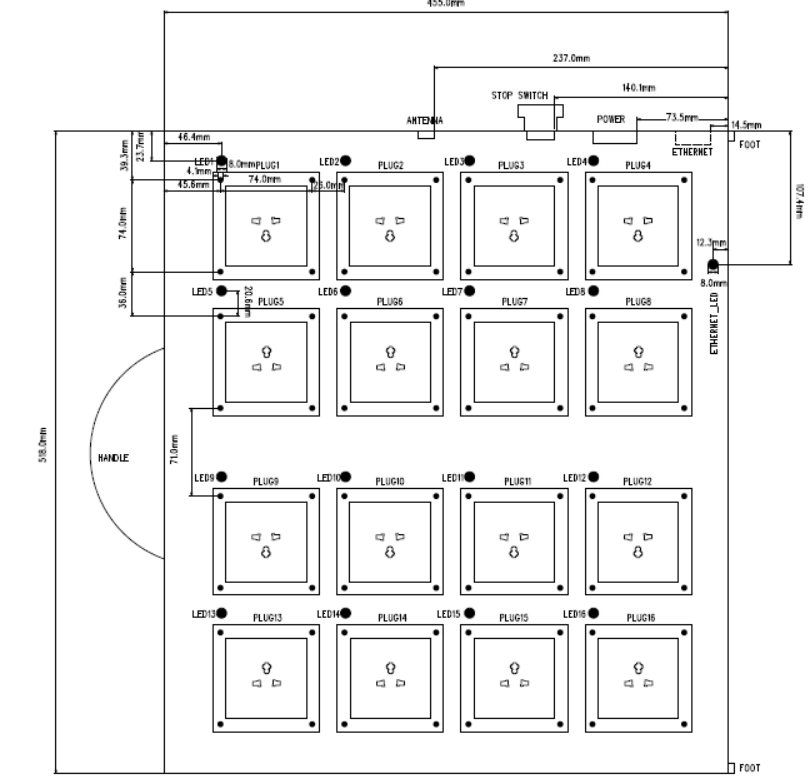 455.0mm
237.0mm
140.1mm
STOP SWITCH
ANTENNA
POWER
73.5mm
14.5mm
FOOT
ETHERNET
46.4mm
23.7mm
39.3mm
LED1
8.0mm
PLUG1
LED2
PLUG2
LED3
PLUG3
LED4
PLUG4
4.1mm
74.0mm
26.0mm
45.6mm
107.4mm
74.0mm
12.3mm
8.0mm
36.0mm
LED5
20.6mm
PLUG5
LED6
PLUG6
LED7
PLUG7
LED8
PLUG8
ETHERNET_LED
518.0mm
HANDLE
71.0mm
LED9
PLUG9
LED10
PLUG10
LED11
PLUG11
LED12
PLUG12
LED13
PLUG13
LED14
PLUG14
LED15
PLUG15
LED16
PLUG16
FOOT